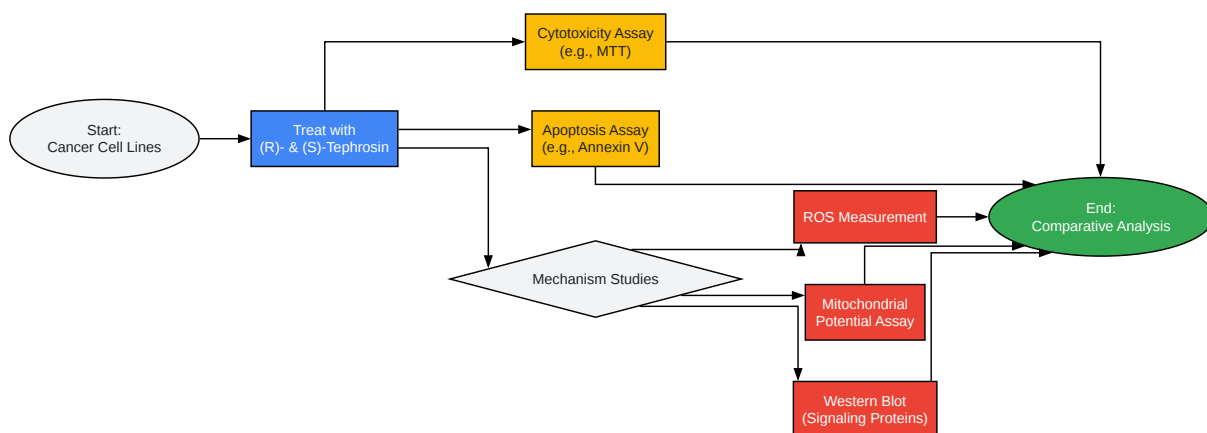 Start:
Cancer Cell Lines
Treat with
(R)- & (S)-Tephrosin
Cytotoxicity Assay
(e.g., MTT)
Apoptosis Assay
(e.g., Annexin V)
Mechanism Studies
ROS Measurement
Mitochondrial
Potential Assay
Western Blot
(Signaling Proteins)
End:
Comparative Analysis